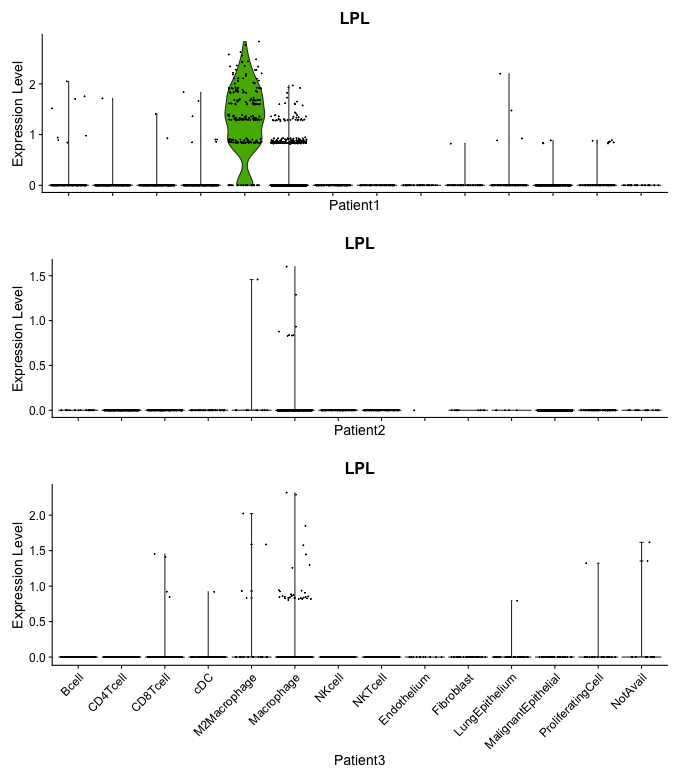 LPL
Expression Level
2
1
0
Patient1
LPL
Expression Level
1.5
1.0
0.5
0.0
Patient2
LPL
Expression Level
2.0
1.5
1.0
0.5
0.0
Bcell
CD4Tcell
CD8Tcell
cDC
M2Macrophage
Macrophage
NKcell
NKTcell
Endothelium
Fibroblast
LungEpithelium
MalignantEpithelial
ProliferatingCell
NotAvail
Patient3